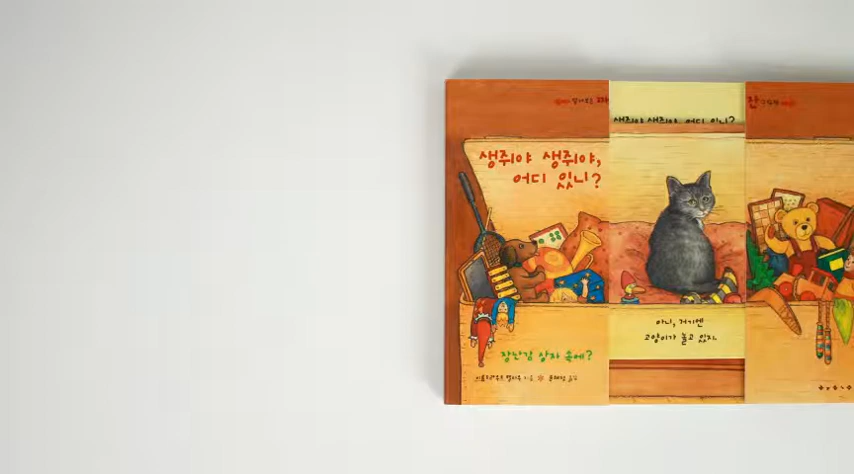 생쥐야 생쥐야,
어디 있니?
장난감 상자 속에?
생쥐야 생쥐야, 어디 있니?
아니, 거기엔
고양이가 놀고 있지.